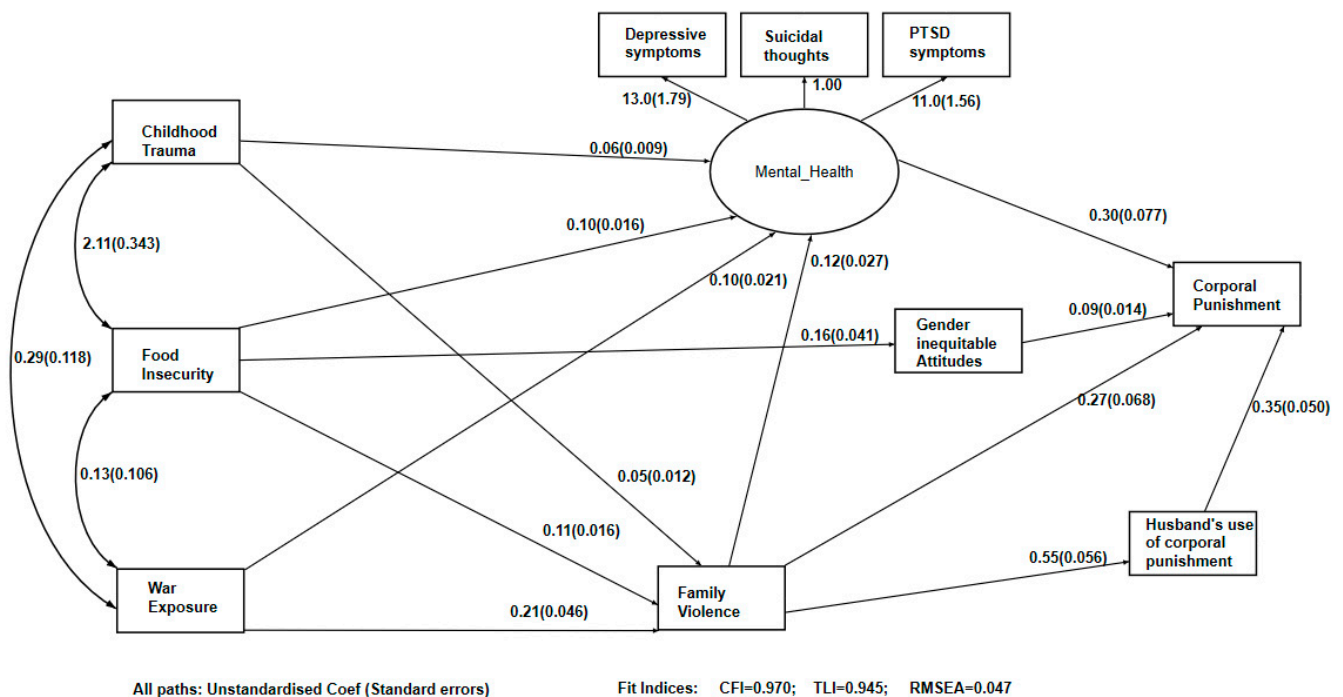 Depressive
symptoms
Suicidal
thoughts
PTSD
symptoms
13.0(1.79)
1.00
11.0(1.56)
Childhood
Trauma
0.06(0.009)
Mental_Health
0.30(0.077)
2.11(0.343)
0.10(0.016)
0.10(0.021)
0.12(0.027)
Corporal
Punishment
0.29(0.118)
Food
Insecurity
0.16(0.041)
Gender
inequitable
Attitudes
0.09(0.014)
0.27(0.068)
0.35(0.050)
0.13(0.106)
0.05(0.012)
0.11(0.016)
Husband's use
of corporal
punishment
0.55(0.056)
War
Exposure
0.21(0.046)
Family
Violence
All paths: Unstandardised Coef (Standard errors)
Fit Indices: CFI=0.970; TLI=0.945; RMSEA=0.047